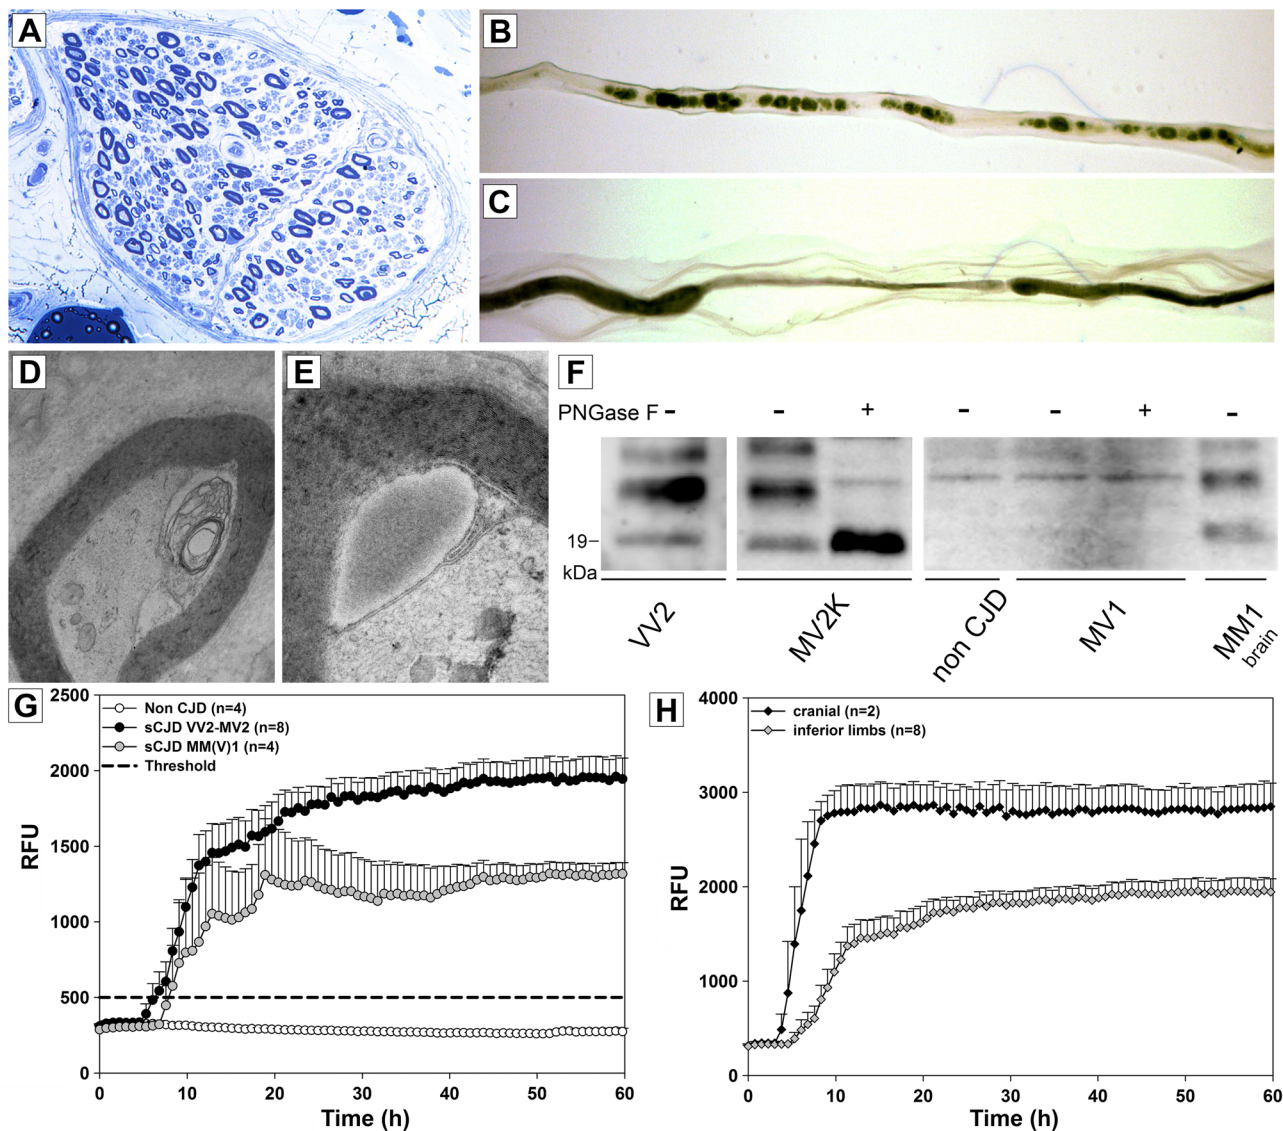 A
B
C
D
E
F
PNGase F - - + - - + -
19–
kDa
VV2
MV2K
non CJD
MV1
MM1
brain
G
2500
2000
1500
1000
500
0
RFU
Non CJD (n=4)
sCJD VV2-MV2 (n=8)
sCJD MM(V)1 (n=4)
Threshold
0 10 20 30 40 50 60
Time (h)
H
4000
3000
2000
1000
0
RFU
cranial (n=2)
inferior limbs (n=8)
0 10 20 30 40 50 60
Time (h)